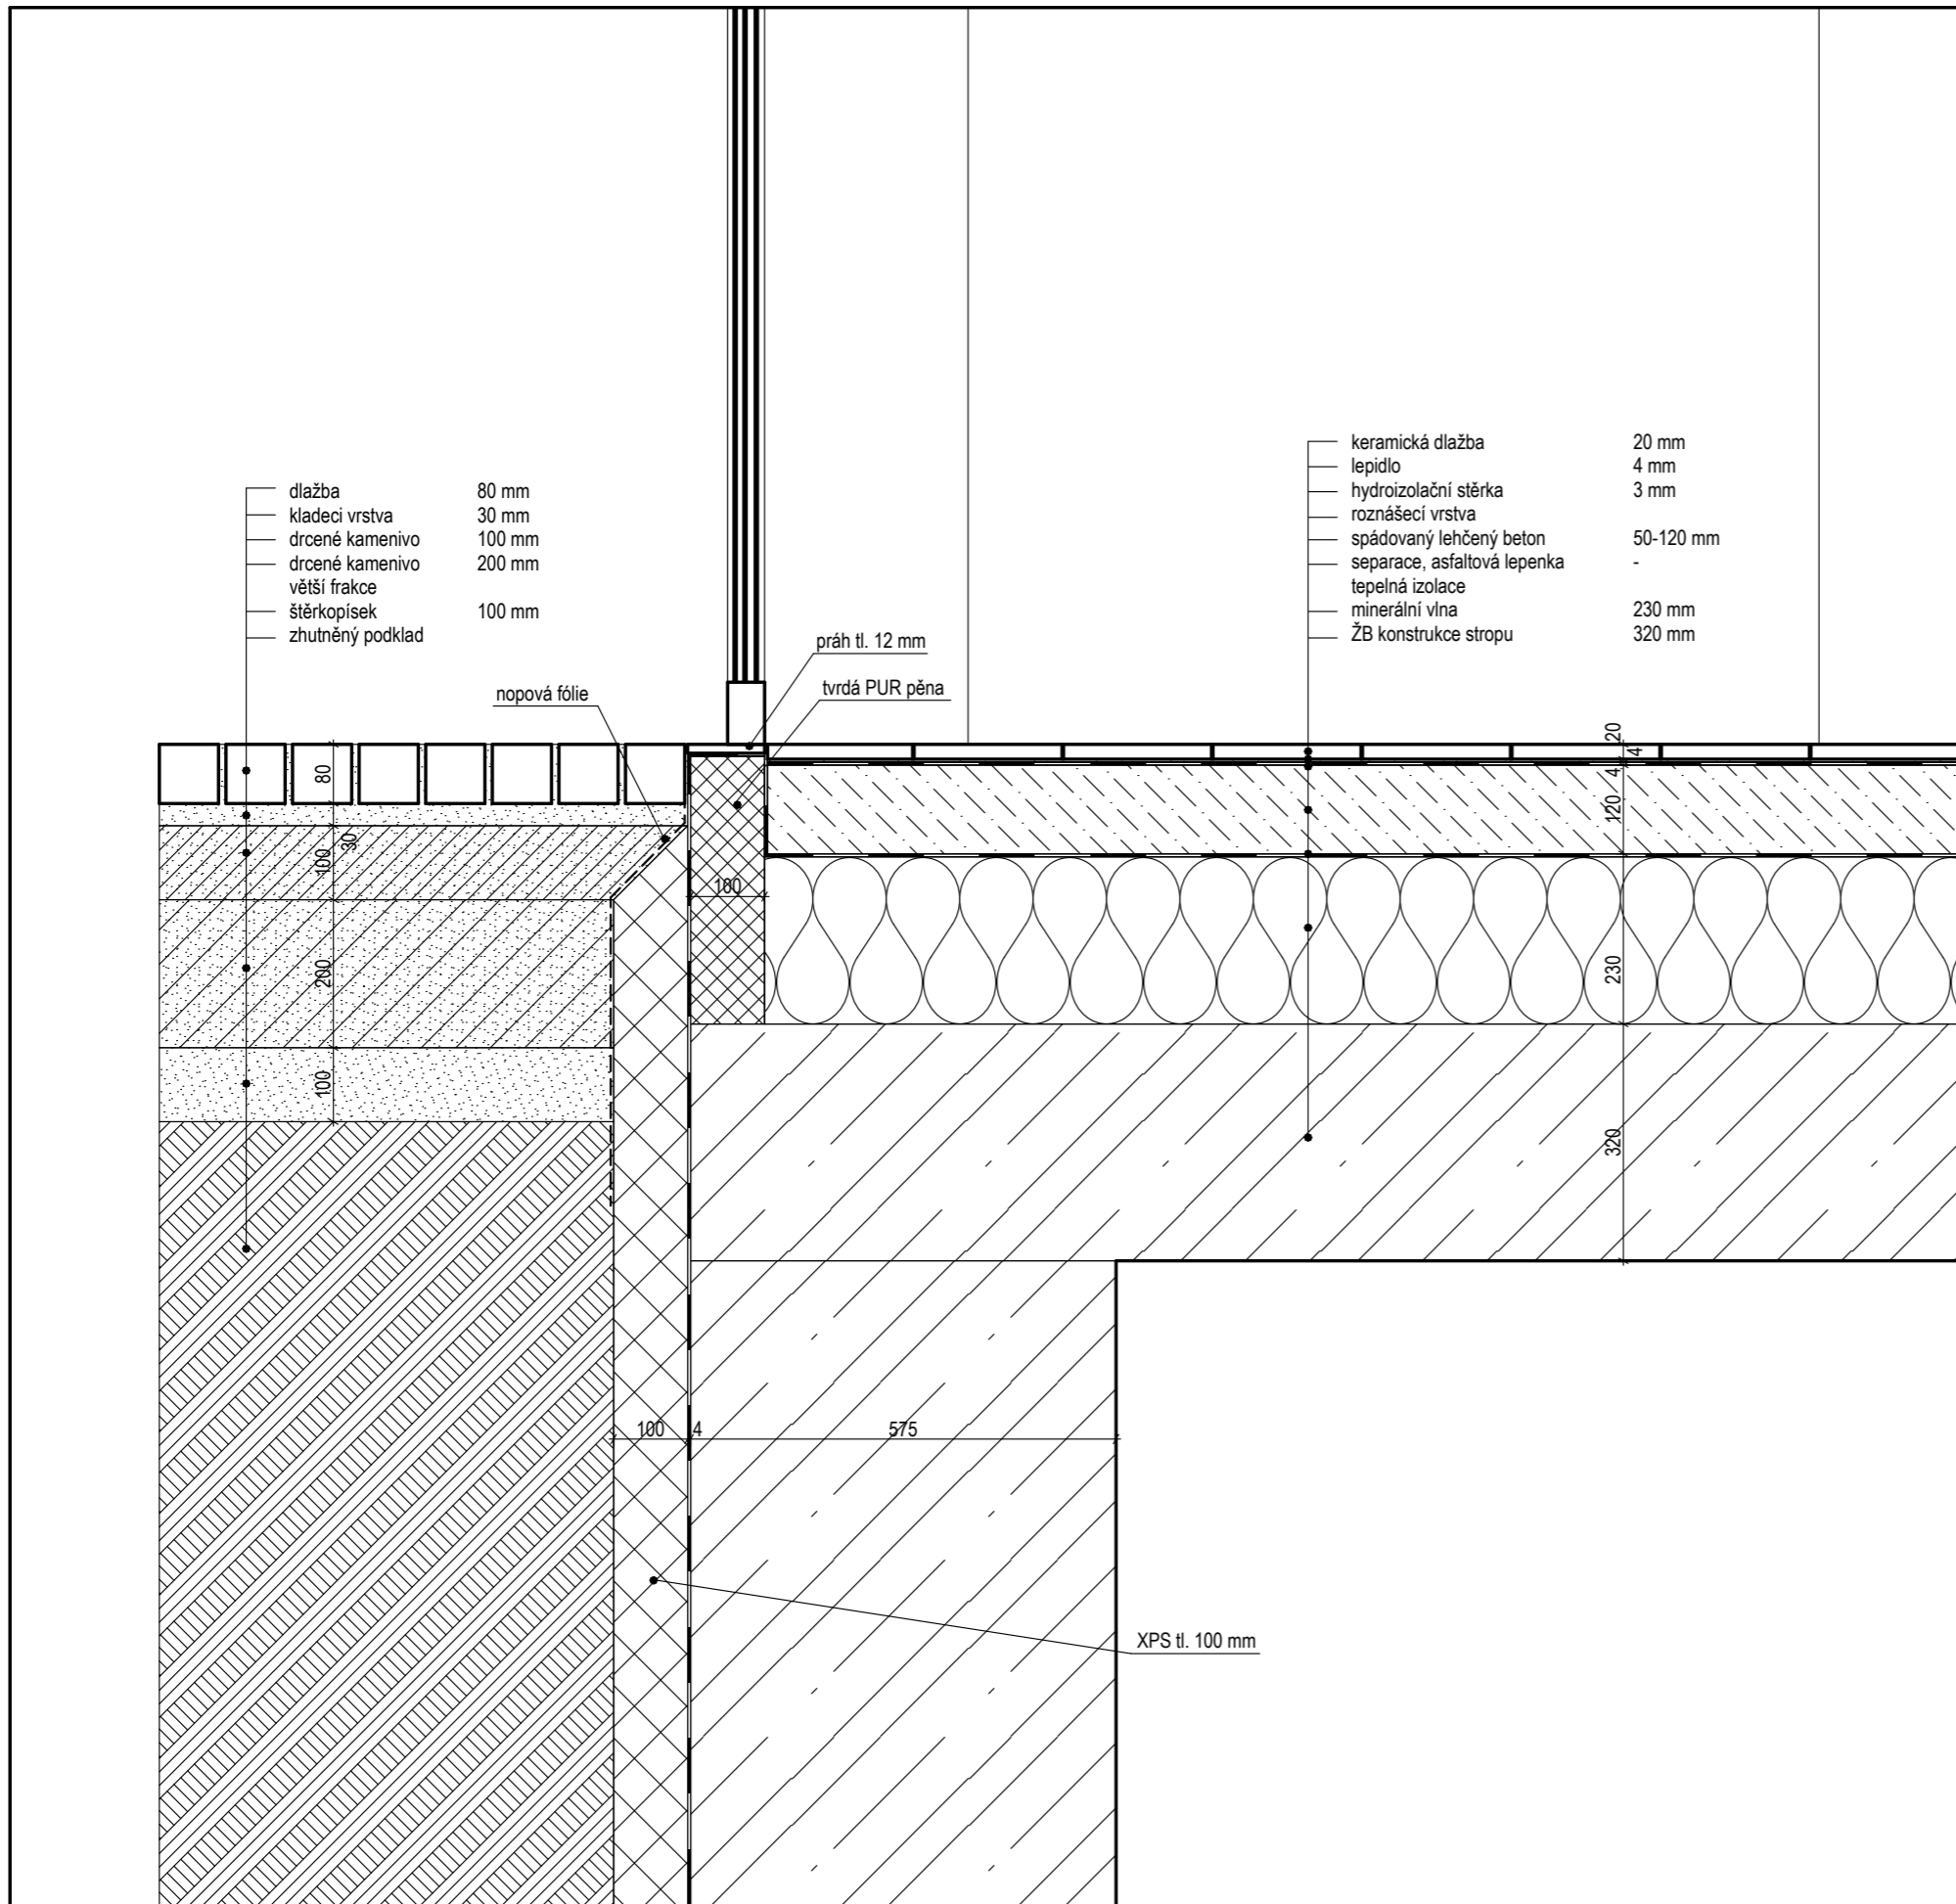 keramická dlažba 20 mm
lepidlo 4 mm
hydroizolační stěrka 3 mm
roznášecí vrstva
spádovaný lehčený beton 50-120 mm
separace, asfaltová lepenka -
tepelná izolace
minerální vlna 230 mm
ŽB konstrukce stropu 320 mm
dlažba 80 mm
kladeci vrstva 30 mm
drcené kamenivo 100 mm
drcené kamenivo 200 mm
větší frakce
štěrkopísek 100 mm
zhutněný podklad
práh tl. 12 mm
tvrdá PUR pěna
nopová fólie
20
4
4
120
230
320
80
30
100
200
100
100
100
4
575
XPS tl. 100 mm